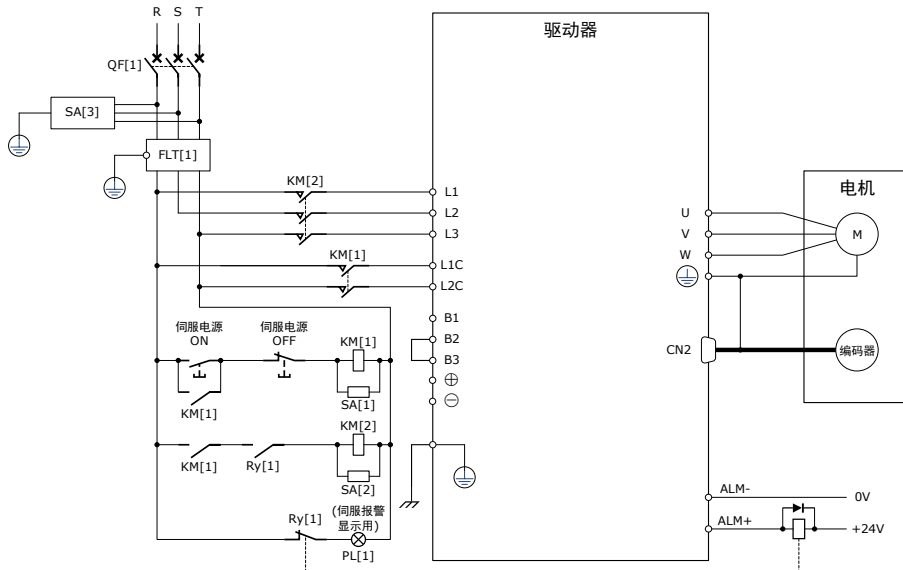 R S T
驱动器
QF[1]
SA[3]
FLT[1]
KM[2]
L1
L2
L3
KM[1]
L1C
L2C
B1
B2
B3
U
V
W
CN2
电机
M
编码器
伺服电源
ON
伺服电源
OFF
KM[1]
SA[1]
KM[1]
KM[2]
KM[1]
Ry[1]
SA[2]
Ry[1]
(伺服报警
显示用)
PL[1]
ALM-
0V
ALM+
+24V